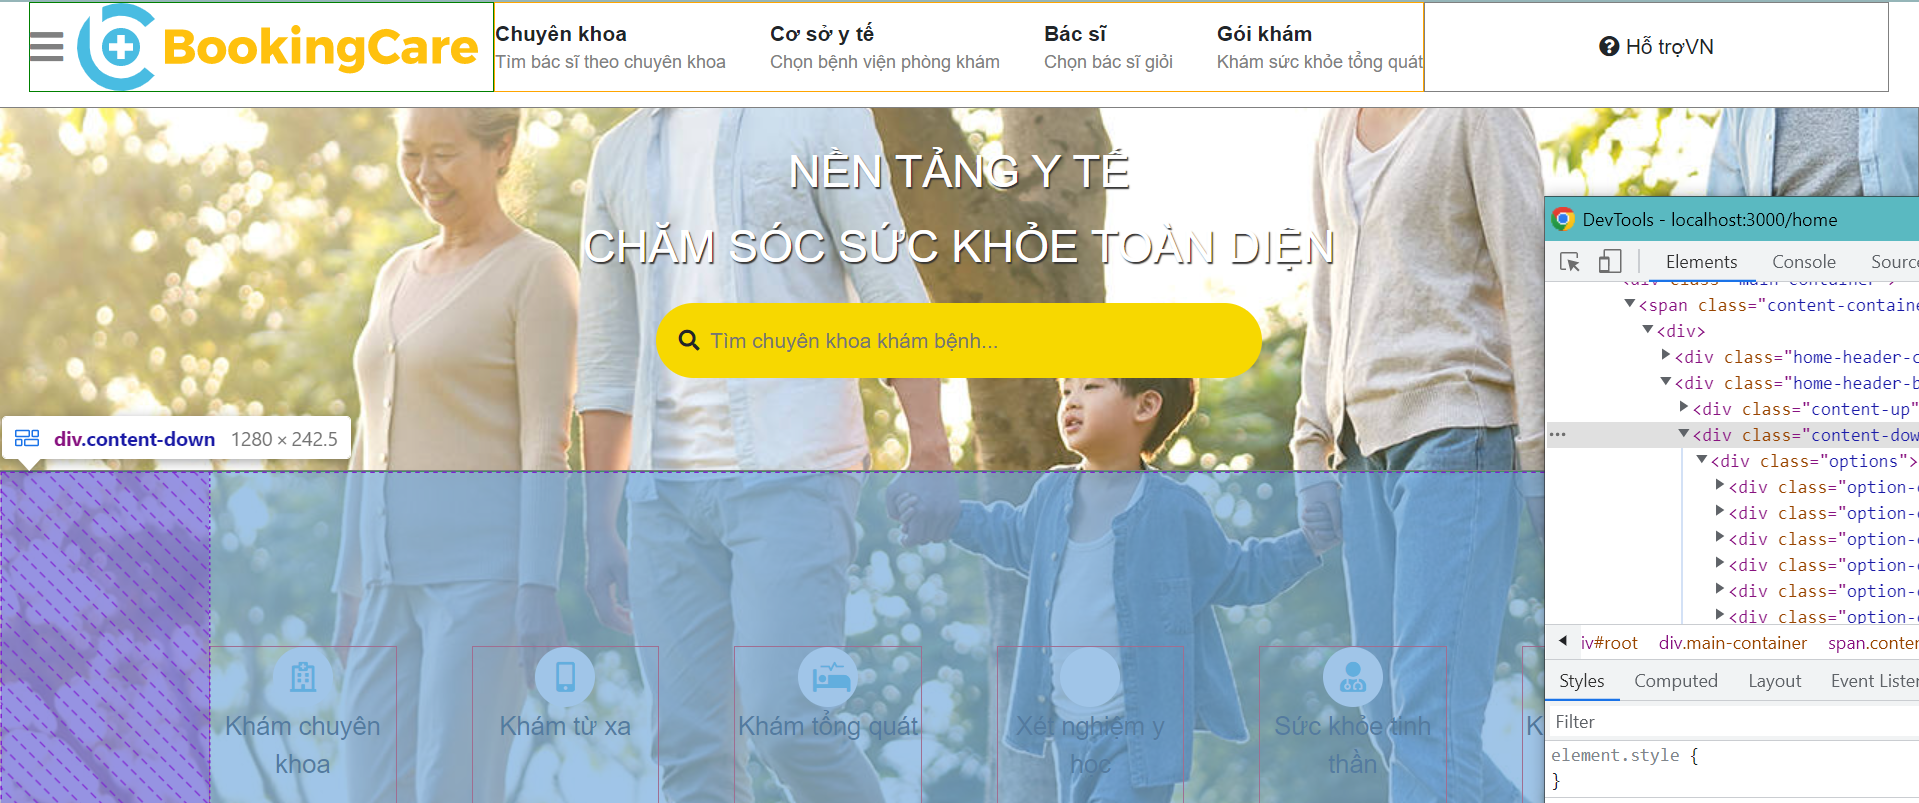 BookingCare
Chuyên khoa
Tìm bác sĩ theo chuyên khoa
Cơ sở y tế
Chọn bệnh viện phòng khám
Bác sĩ
Chọn bác sĩ giỏi
Gói khám
Khám sức khỏe tổng quát
Hỗ trợVN
NỀN TẢNG Y TẾ
CHĂM SÓC SỨC KHỎE TOÀN DIỆN
Tìm chuyên khoa khám bệnh...
div.content-down 1280 × 242.5
Khám chuyên
khoa
Khám từ xa
Khám tổng quát
Xét nghiệm y
học
Sức khỏe tinh
thần
K
DevTools - localhost:3000/home
Elements Console Sourc
<div class="main-container">
<span class="content-containe
<div>
<div class="home-header-c
<div class="home-header-b
<div class="content-up"
<div class="content-dow
<div class="options">
<div class="option-c
<div class="option-c
<div class="option-c
<div class="option-c
<div class="option-c
<div class="option-c
iv#root div.main-container span.conter
Styles Computed Layout Event Lister
Filter
element.style {
}